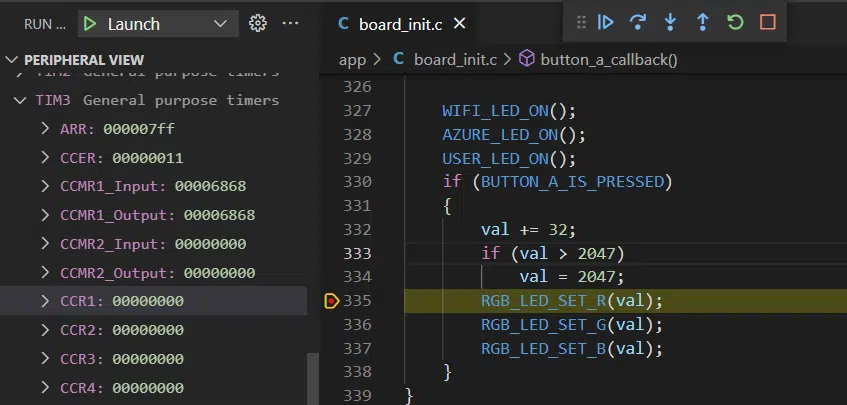 RUN ... Launch ...
PERIPHERAL VIEW
TIM2 General purpose timers
TIM3 General purpose timers
ARR: 000007ff
CCER: 00000011
CCMR1_Input: 00006868
CCMR1_Output: 00006868
CCMR2_Input: 00000000
CCMR2_Output: 00000000
CCR1: 00000000
CCR2: 00000000
CCR3: 00000000
CCR4: 00000000
C board_init.c
app > C board_init.c > button_a_callback()
326
327 WIFI_LED_ON();
328 AZURE_LED_ON();
329 USER_LED_ON();
330 if (BUTTON_A_IS_PRESSED)
331 {
332 val += 32;
333 if (val > 2047)
334 val = 2047;
335 RGB_LED_SET_R(val);
336 RGB_LED_SET_G(val);
337 RGB_LED_SET_B(val);
338 }
339 }